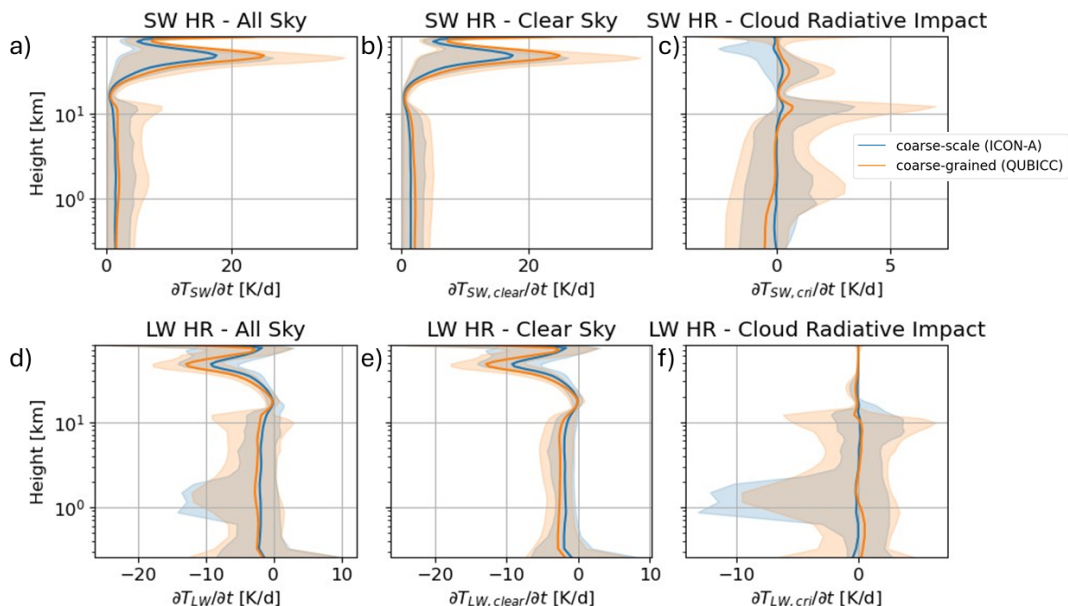 SW HR - All Sky
SW HR - Clear Sky
SW HR - Cloud Radiative Impact
a)
b)
c)
Height [km]
10¹
10⁰
coarse-scale (ICON-A)
coarse-grained (QUBICC)
0 20
0 20
0 5
∂T_SW/∂t [K/d]
∂T_SW,clear/∂t [K/d]
∂T_SW,cri/∂t [K/d]
LW HR - All Sky
LW HR - Clear Sky
LW HR - Cloud Radiative Impact
d)
e)
f)
Height [km]
10¹
10⁰
−20 −10 0 10
−20 −10 0 10
−10 0
∂T_LW/∂t [K/d]
∂T_LW,clear/∂t [K/d]
∂T_LW,cri/∂t [K/d]